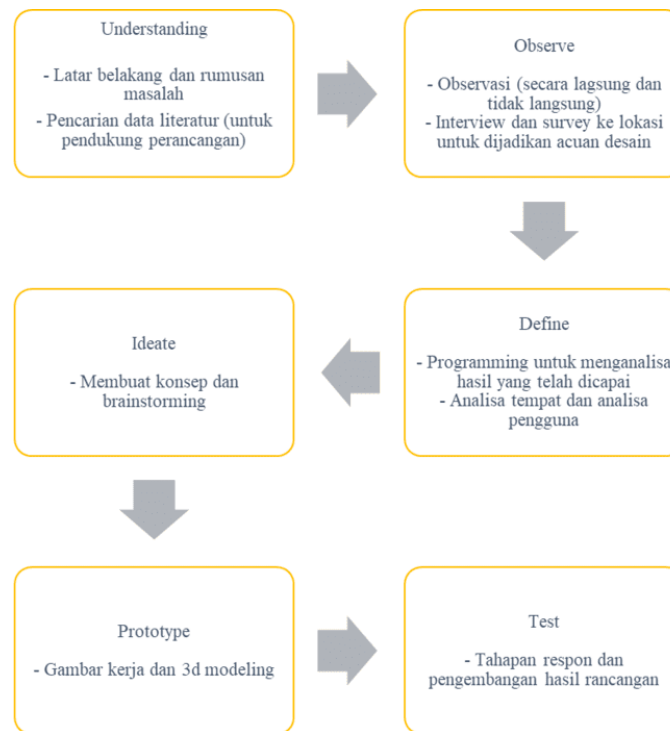 Understanding
- Latar belakang dan rumusan
masalah
- Pencarian data literatur (untuk
pendukung perancangan)
Observe
- Observasi (secara lagsung dan
tidak langsung)
- Interview dan survey ke lokasi
untuk dijadikan acuan desain
Define
- Programming untuk menganalisa
hasil yang telah dicapai
- Analisa tempat dan analisa
pengguna
Ideate
- Membuat konsep dan
brainstorming
Prototype
- Gambar kerja dan 3d modeling
Test
- Tahapan respon dan
pengembangan hasil rancangan